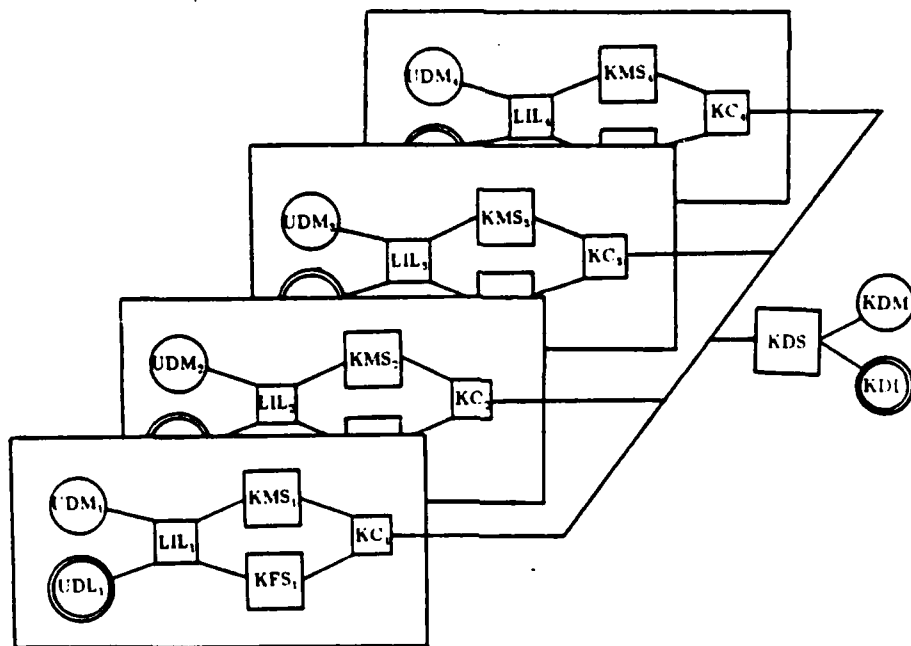 UDM₄
KMS₄
LIL₄
KC₄
UDM₃
KMS₃
LIL₃
KC₃
UDM₂
KMS₂
LIL₂
KC₂
UDM₁
KMS₁
LIL₁
KC₁
UDL₁
KFS₁
KDS
KDM